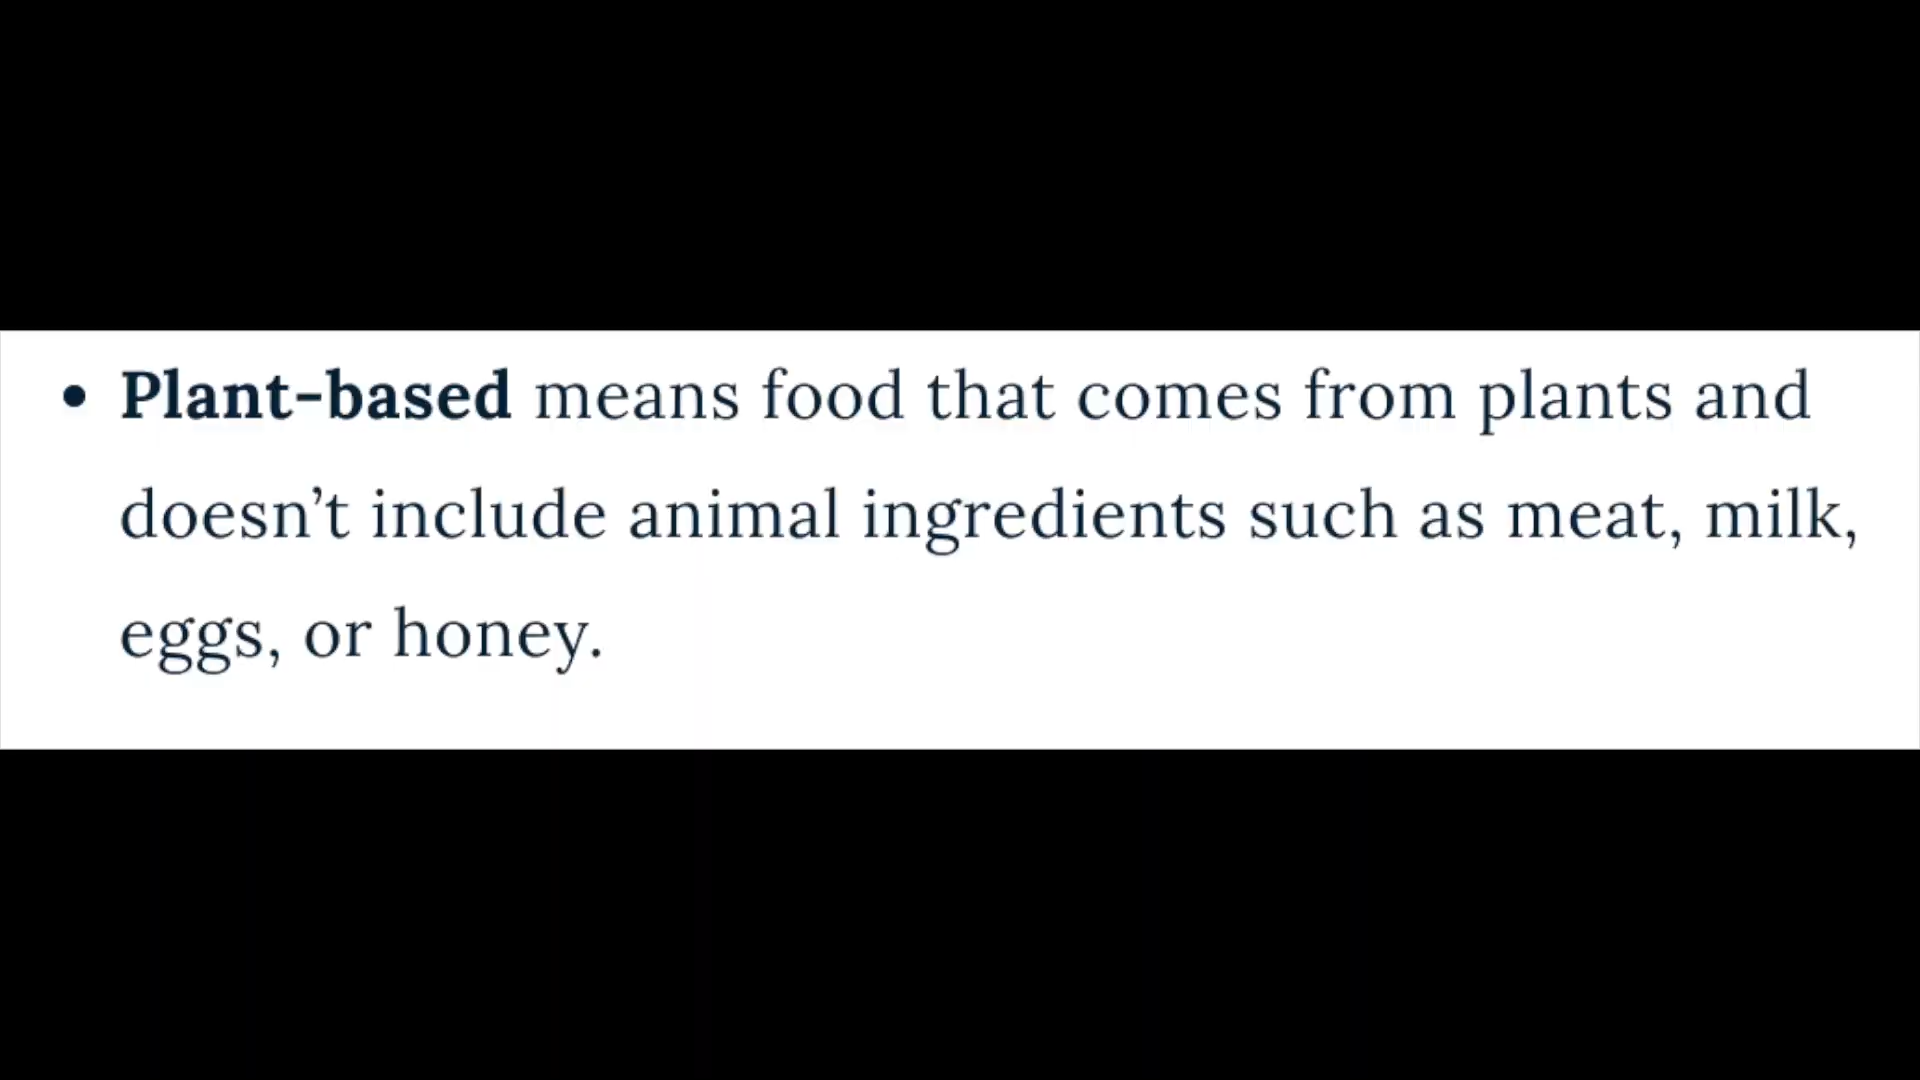 • Plant-based means food that comes from plants and
doesn’t include animal ingredients such as meat, milk,
eggs, or honey.